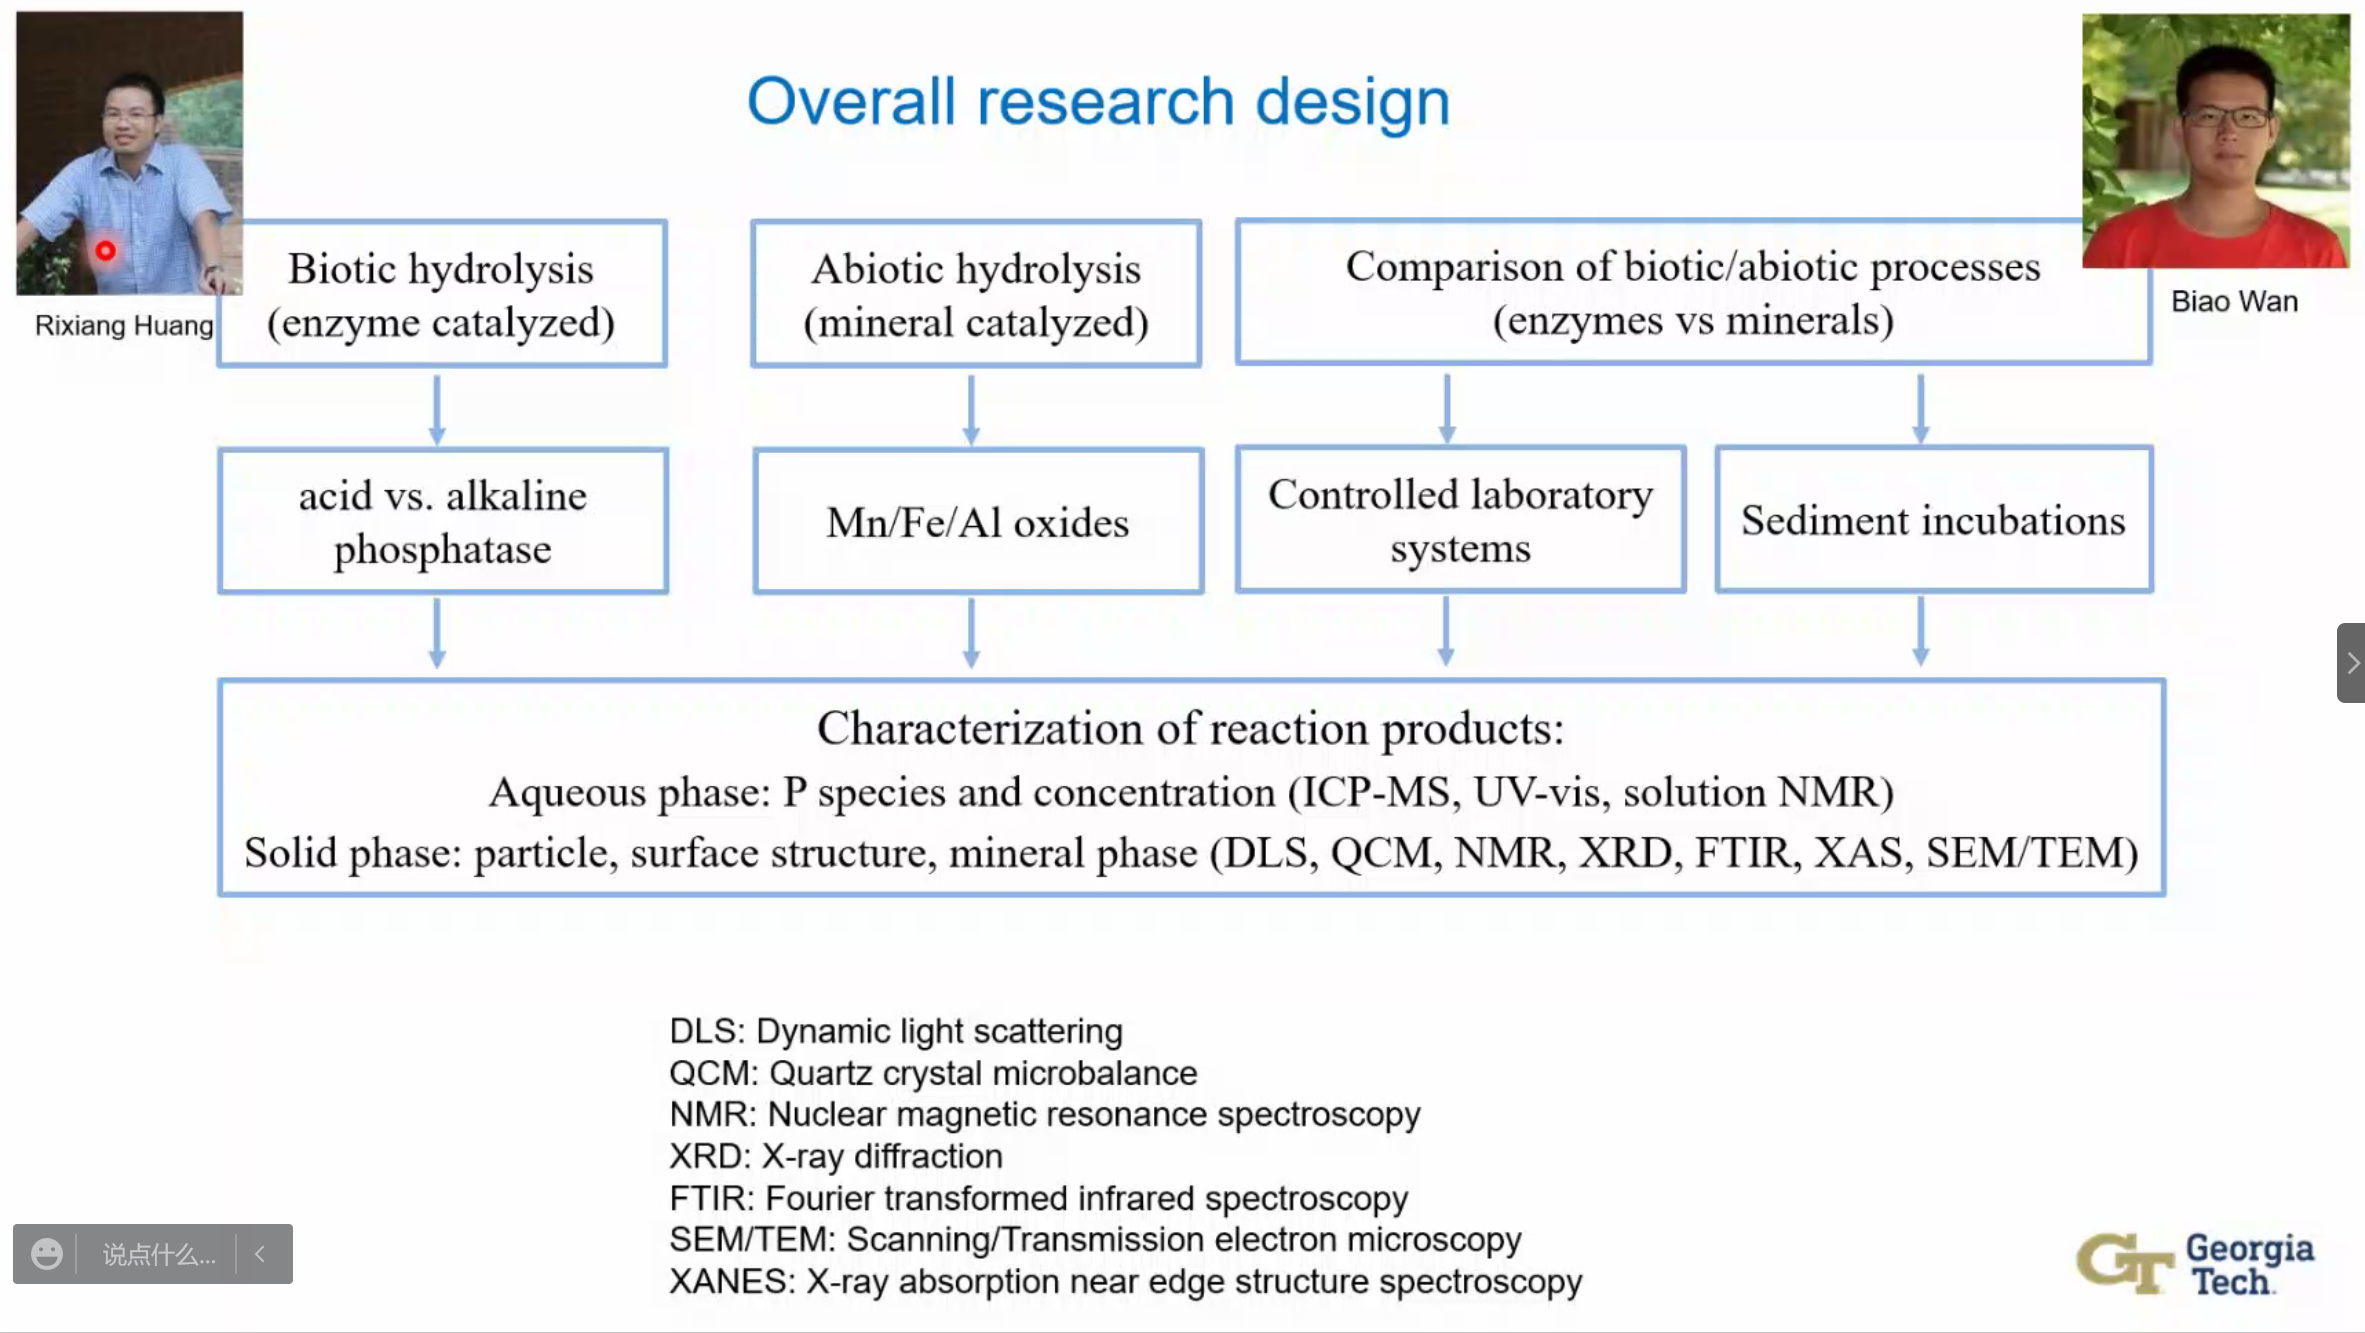 Overall research design
Rixiang Huang
Biao Wan
Biotic hydrolysis
(enzyme catalyzed)
Abiotic hydrolysis
(mineral catalyzed)
Comparison of biotic/abiotic processes
(enzymes vs minerals)
acid vs. alkaline
phosphatase
Mn/Fe/Al oxides
Controlled laboratory
systems
Sediment incubations
Characterization of reaction products:
Aqueous phase: P species and concentration (ICP-MS, UV-vis, solution NMR)
Solid phase: particle, surface structure, mineral phase (DLS, QCM, NMR, XRD, FTIR, XAS, SEM/TEM)
DLS: Dynamic light scattering
QCM: Quartz crystal microbalance
NMR: Nuclear magnetic resonance spectroscopy
XRD: X-ray diffraction
FTIR: Fourier transformed infrared spectroscopy
SEM/TEM: Scanning/Transmission electron microscopy
XANES: X-ray absorption near edge structure spectroscopy
说点什么...
GT Georgia
Tech.